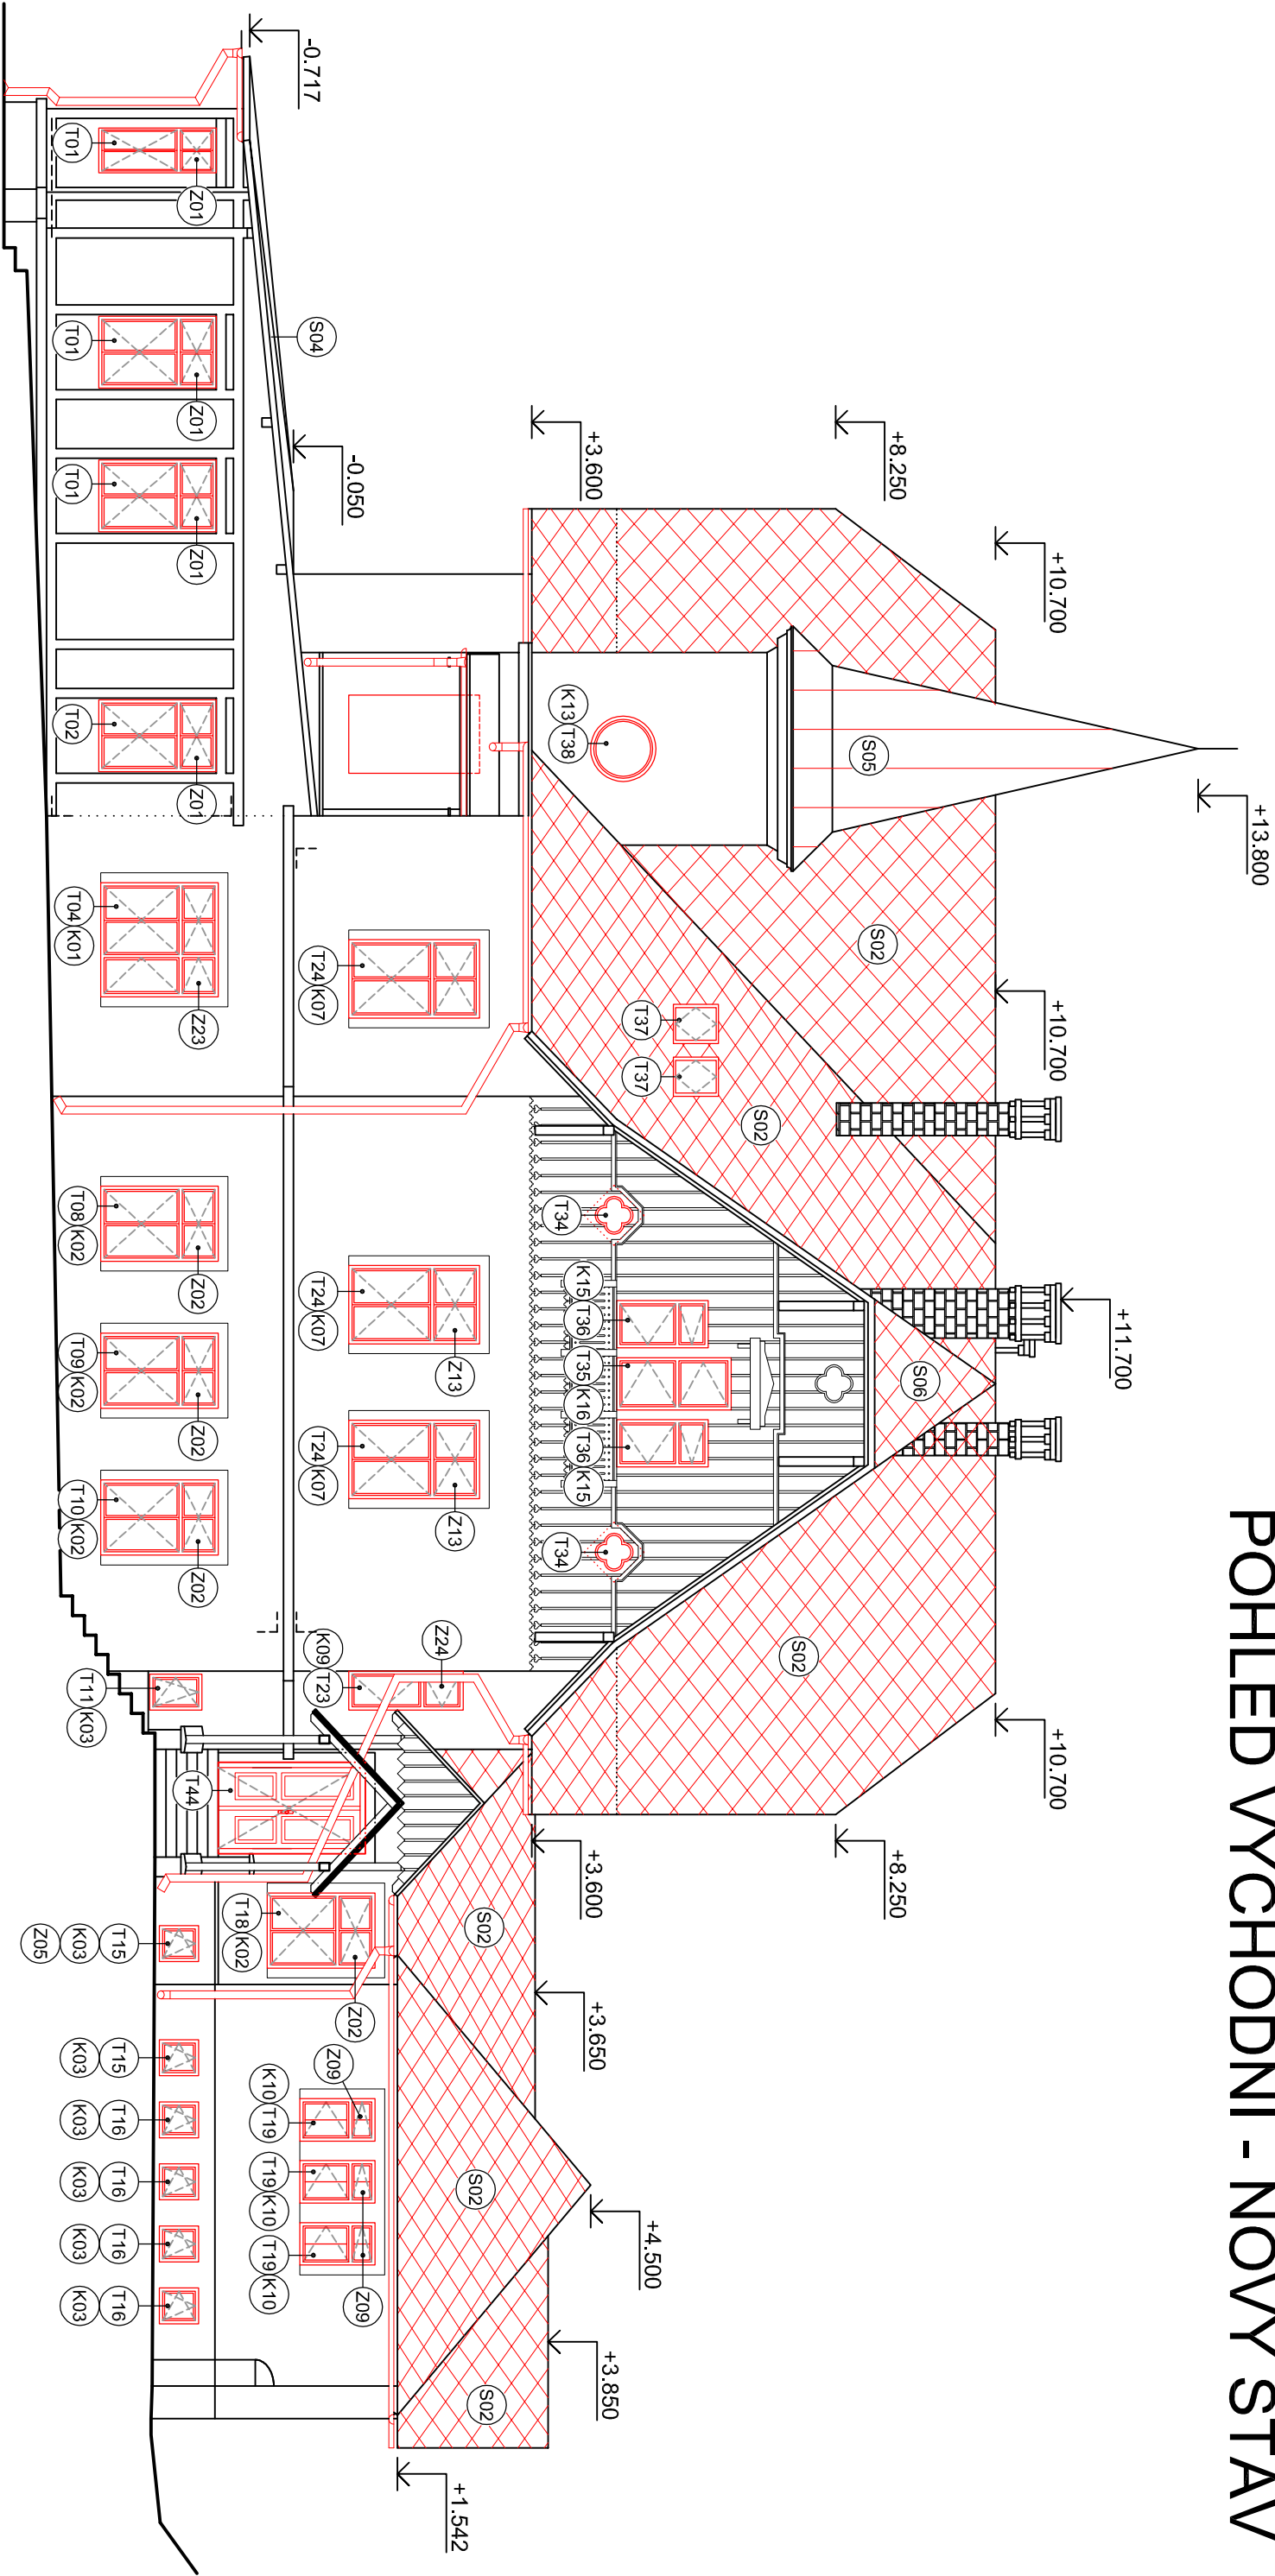 POHLED VÝCHODNÍ - NOVÝ STAV
+13.800
+11.700
+10.700
+10.700
+10.700
+8.250
+8.250
+3.600
+3.600
+3.650
+4.500
+3.850
+1.542
-0.050
-0.717
S05
S02
S02
S06
S02
S02
S02
S02
S04
K13 T38
T37
T37
T34
K15 T36
T35 K16
T36 K15
T34
T24 K07
T24 K07
Z13
T24 K07
Z13
Z24
K09 T23
T44
T18 K02
Z02
Z09
K10 T19
T19 K10
T19 K10
Z09
Z01
Z01
Z01
Z01
T01
T01
T01
T02
Z23
T04 K01
Z02
T08 K02
Z02
T09 K02
Z02
T10 K02
T11 K03
T15
K03
Z05
T15
K03
T16
K03
T16
K03
T16
K03
T16
K03